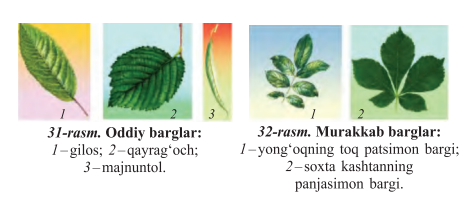 1
2
3
31-rasm. Oddiy barglar:
1–gilos; 2–qayrag‘och;
3–majnuntol.
1
2
32-rasm. Murakkab barglar:
1–yong‘oqning toq patsimon bargi;
2–soxta kashtanning
panjasimon bargi.